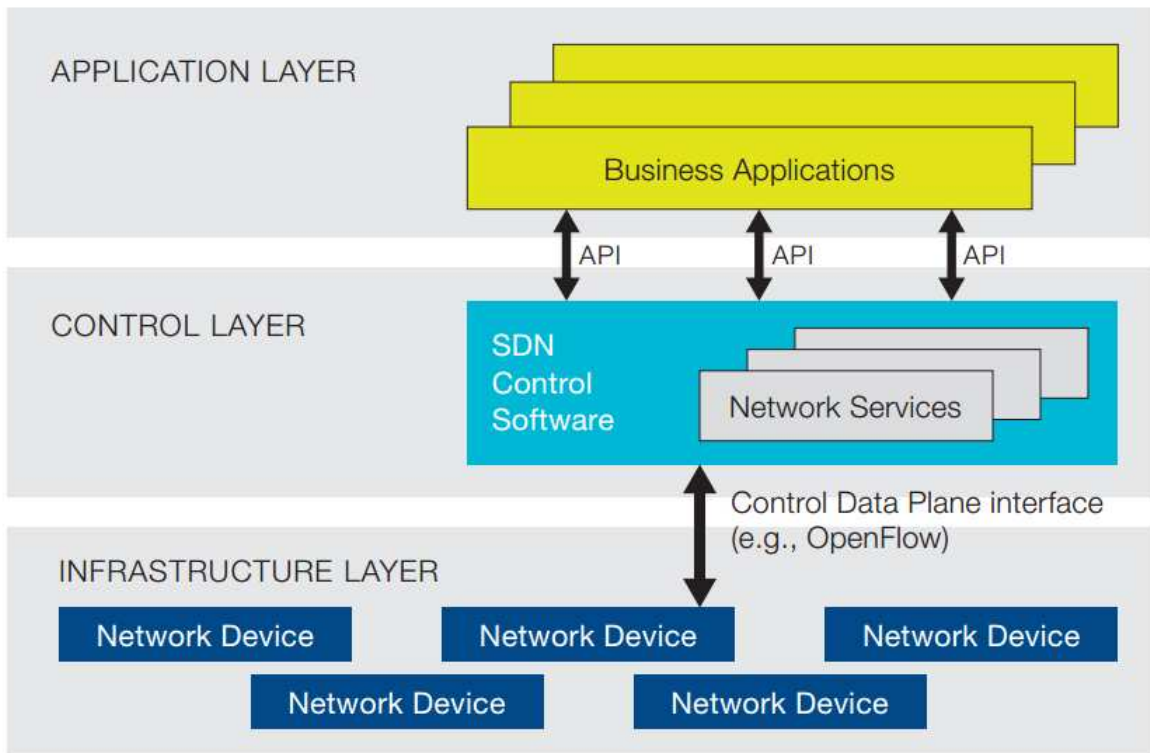 APPLICATION LAYER
Business Applications
API
API
API
CONTROL LAYER
SDN
Control
Software
Network Services
Control Data Plane interface
(e.g., OpenFlow)
INFRASTRUCTURE LAYER
Network Device
Network Device
Network Device
Network Device
Network Device